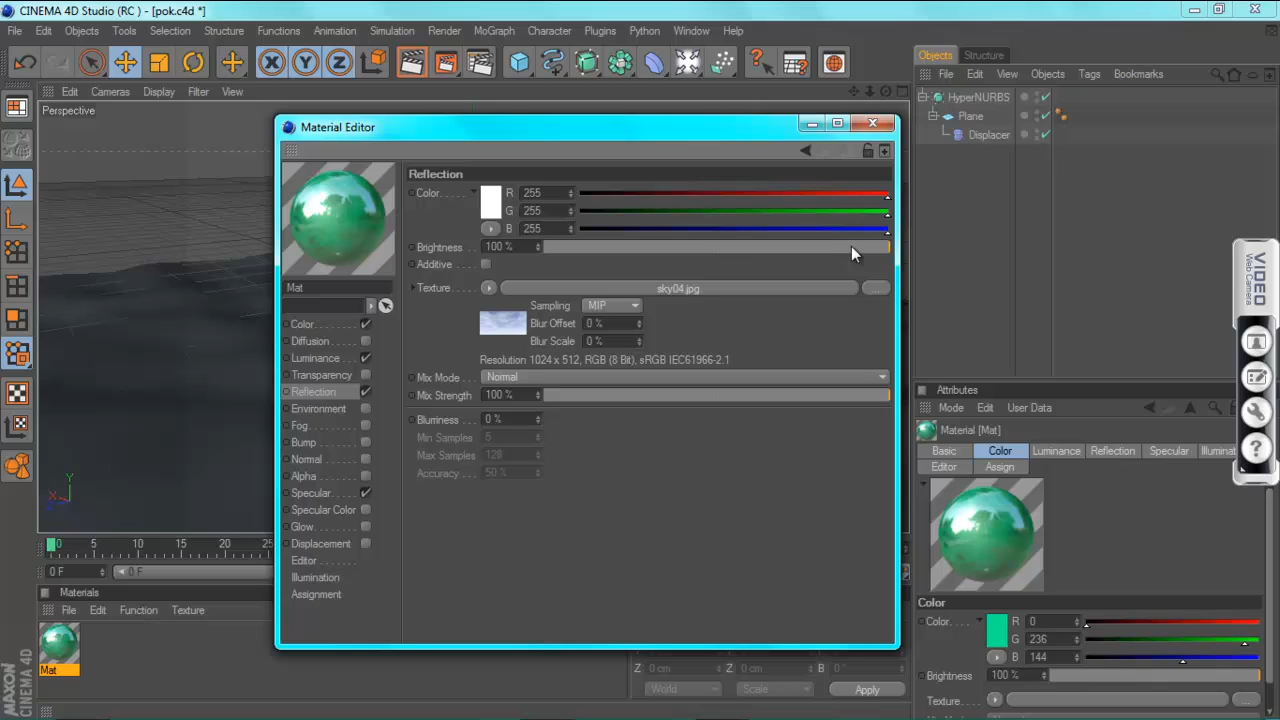 CINEMA 4D Studio (RC) - [pok.c4d *]
File Edit Objects Tools Selection Structure Functions Animation Simulation Render MoGraph Character Plugins Python Window Help
X Y Z
Edit Cameras Display Filter View
Perspective
Material Editor
Reflection
Color R 255
G 255
B 255
Brightness 100 %
Additive
Texture sky04.jpg ...
Sampling MIP
Blur Offset 0 %
Blur Scale 0 %
Resolution 1024 x 512, RGB (8 Bit), sRGB IEC61966-2.1
Mix Mode Normal
Mix Strength 100 %
Blurriness 0 %
Min Samples 5
Max Samples 128
Accuracy 50 %
Mat
Color
Diffusion
Luminance
Transparency
Reflection
Environment
Fog
Bump
Normal
Alpha
Specular
Specular Color
Glow
Displacement
Editor
Illumination
Assignment
Y
X
0 5 10 15 20 25
0 F 0 F
Materials
File Edit Function Texture
Mat
MAXON
CINEMA 4D
Z 0 cm Z 0 cm B 0 °
World Scale Apply
Objects Structure
File Edit View Objects Tags Bookmarks
HyperNURBS
Plane
Displacer
VIDEO
Web Camera
Attributes
Mode Edit User Data
Material [Mat]
Basic Color Luminance Reflection Specular Illuminat
Editor Assign
Color
Color R 0
G 236
B 144
Brightness 100 %
Texture ...